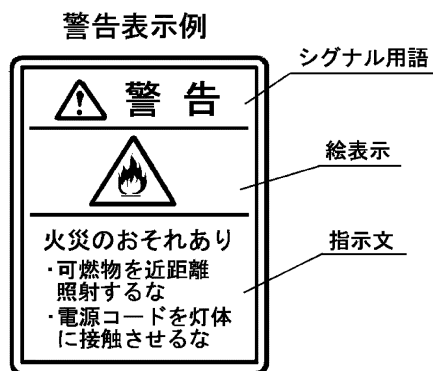 警告表示例
シグナル用語
警告
絵表示
火災のおそれあり
指示文
・可燃物を近距離
照射するな
・電源コードを灯体
に接触させるな